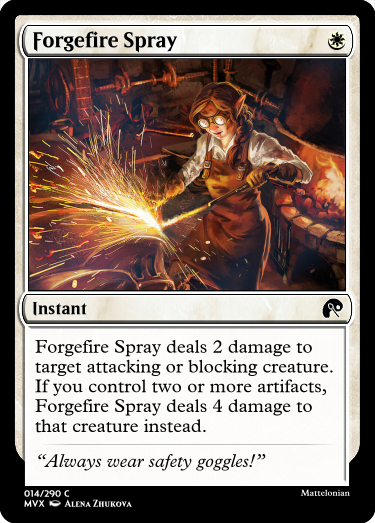 Forgefire Spray
Instant
Forgefire Spray deals 2 damage to
target attacking or blocking creature.
If you control two or more artifacts,
Forgefire Spray deals 4 damage to
that creature instead.
“Always wear safety goggles!”
014/290 C
MVX Alena Zhukova
Mattelonian